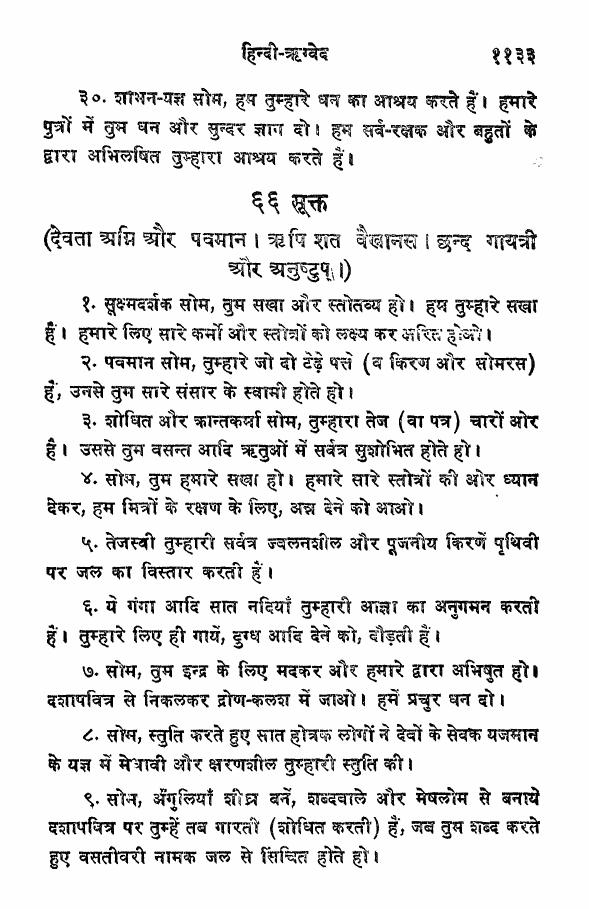 हिन्दी-ऋग्वेद ११३३
३०. शोभन-यज्ञ सोम, हम तुम्हारे धन का आश्रय करते हैं। हमारे
पुत्रों में तुम धन और सुन्दर ज्ञान दो। हम सर्व-रक्षक और बहुतों के
द्वारा अभिलषित तुम्हारा आश्रय करते हैं।
६६ सूक्त
(देवता अग्नि और पवमान। ऋषि शत वैखानस। छन्द गायत्री
और अनुष्टुप्।)
१. सूक्ष्मदर्शक सोम, तुम सखा और स्तोतव्य हो। हम तुम्हारे सखा
हैं। हमारे लिए सारे कर्मों और स्तोत्रों को लक्ष्य कर क्षरित होओ।
२. पवमान सोम, तुम्हारे जो दो टेढ़े पत्ते (व किरण और सोमरस)
हैं, उनसे तुम सारे संसार के स्वामी होते हो।
३. शोधित और क्रान्तकर्मा सोम, तुम्हारा तेज (वा पत्र) चारों ओर
है। उससे तुम वसन्त आदि ऋतुओं में सर्वत्र सुशोभित होते हो।
४. सोम, तुम हमारे सखा हो। हमारे सारे स्तोत्रों की ओर ध्यान
देकर, हम मित्रों के रक्षण के लिए, अन्न देने को आओ।
५. तेजस्वी तुम्हारी सर्वत्र ज्वलनशील और पूजनीय किरणें पृथिवी
पर जल का विस्तार करती हैं।
६. ये गंगा आदि सात नदियाँ तुम्हारी आज्ञा का अनुगमन करती
हैं। तुम्हारे लिए ही गायें, दुग्ध आदि देने को, दौड़ती हैं।
७. सोम, तुम इन्द्र के लिए मदकर और हमारे द्वारा अभिषुत हो।
दशापवित्र से निकलकर द्रोण-कलश में जाओ। हमें प्रचुर धन दो।
८. सोम, स्तुति करते हुए सात होत्रक लोगों ने देवों के सेवक यजमान
के यज्ञ में मेधावी और क्षरणशील तुम्हारी स्तुति की।
९. सोम, अँगुलियाँ शीघ्र बनें, शब्दवाले और मेषलोम से बनाये
दशापवित्र पर तुम्हें तब गारती (शोधित करती) हैं, जब तुम शब्द करते
हुए वसतीवरी नामक जल से सिंचित होते हो।